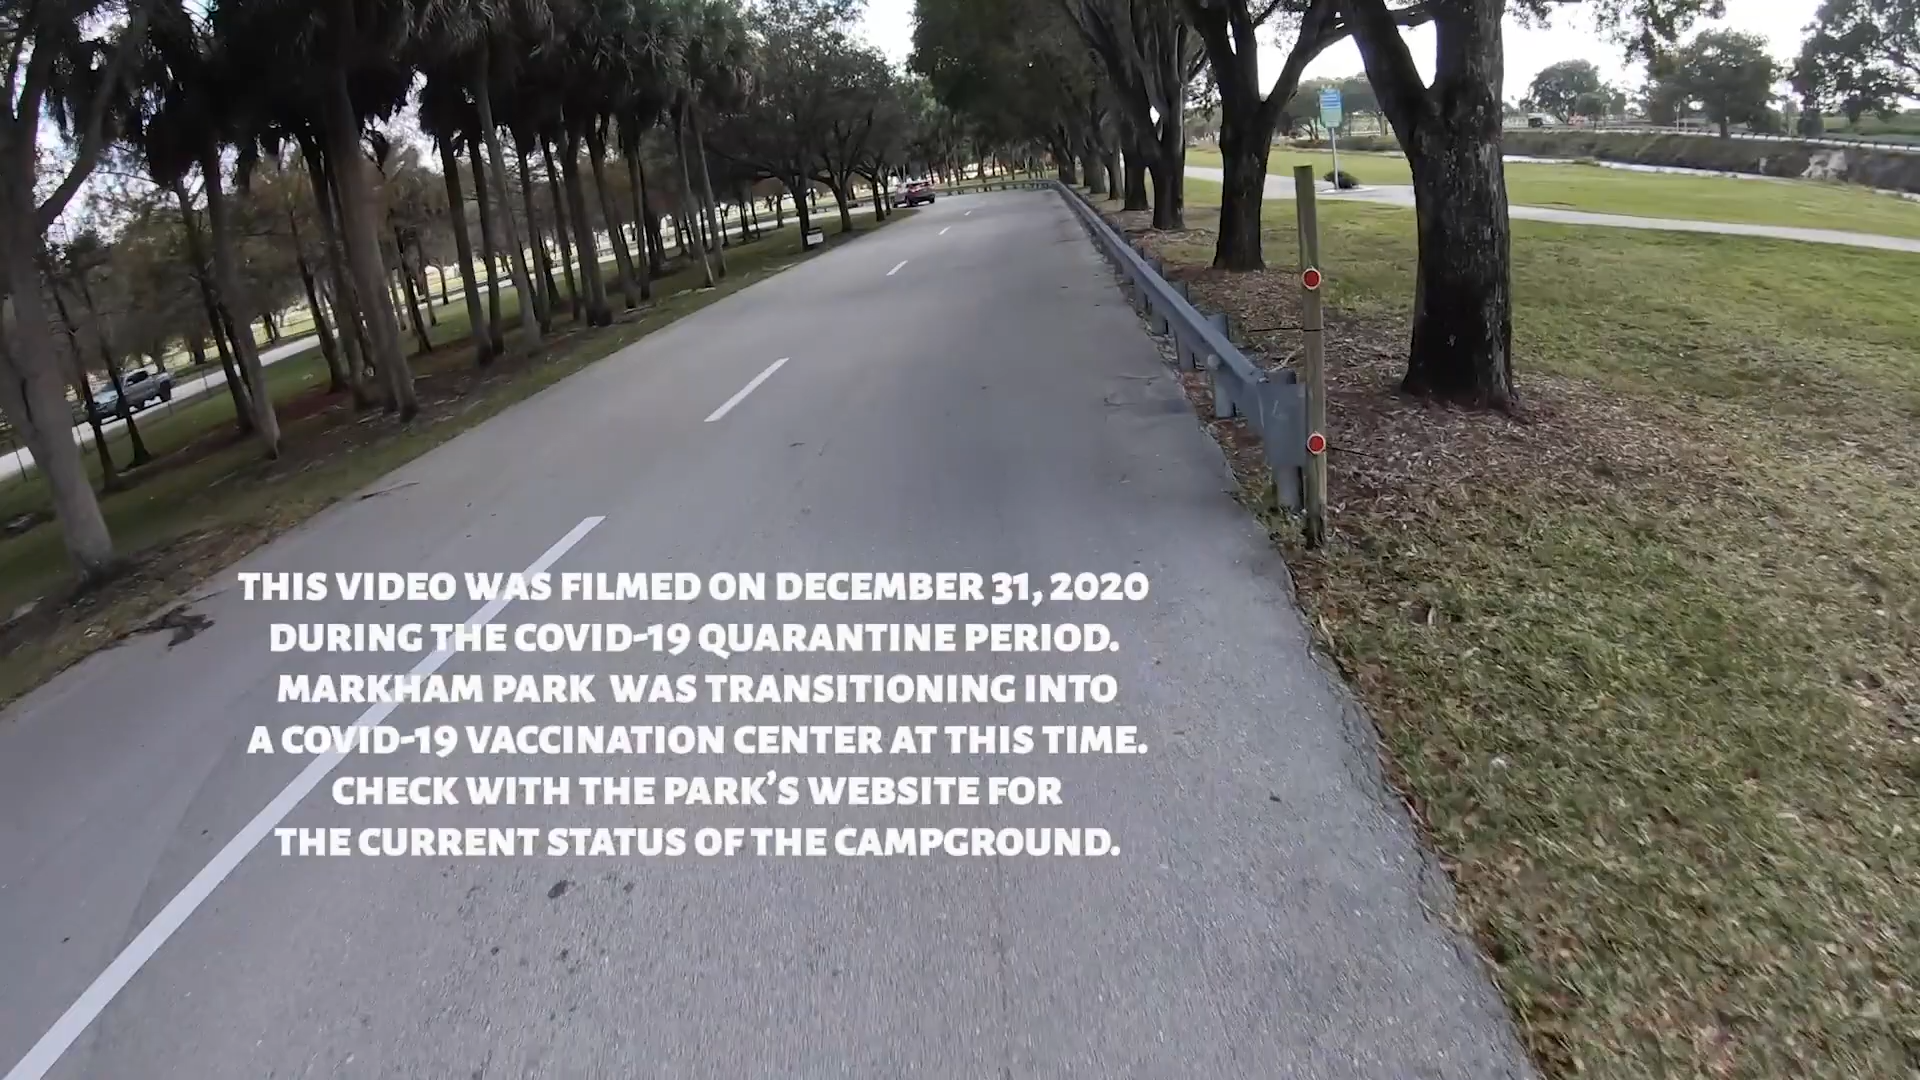 THIS VIDEO WAS FILMED ON DECEMBER 31, 2020
DURING THE COVID-19 QUARANTINE PERIOD.
MARKHAM PARK WAS TRANSITIONING INTO
A COVID-19 VACCINATION CENTER AT THIS TIME.
CHECK WITH THE PARK'S WEBSITE FOR
THE CURRENT STATUS OF THE CAMPGROUND.